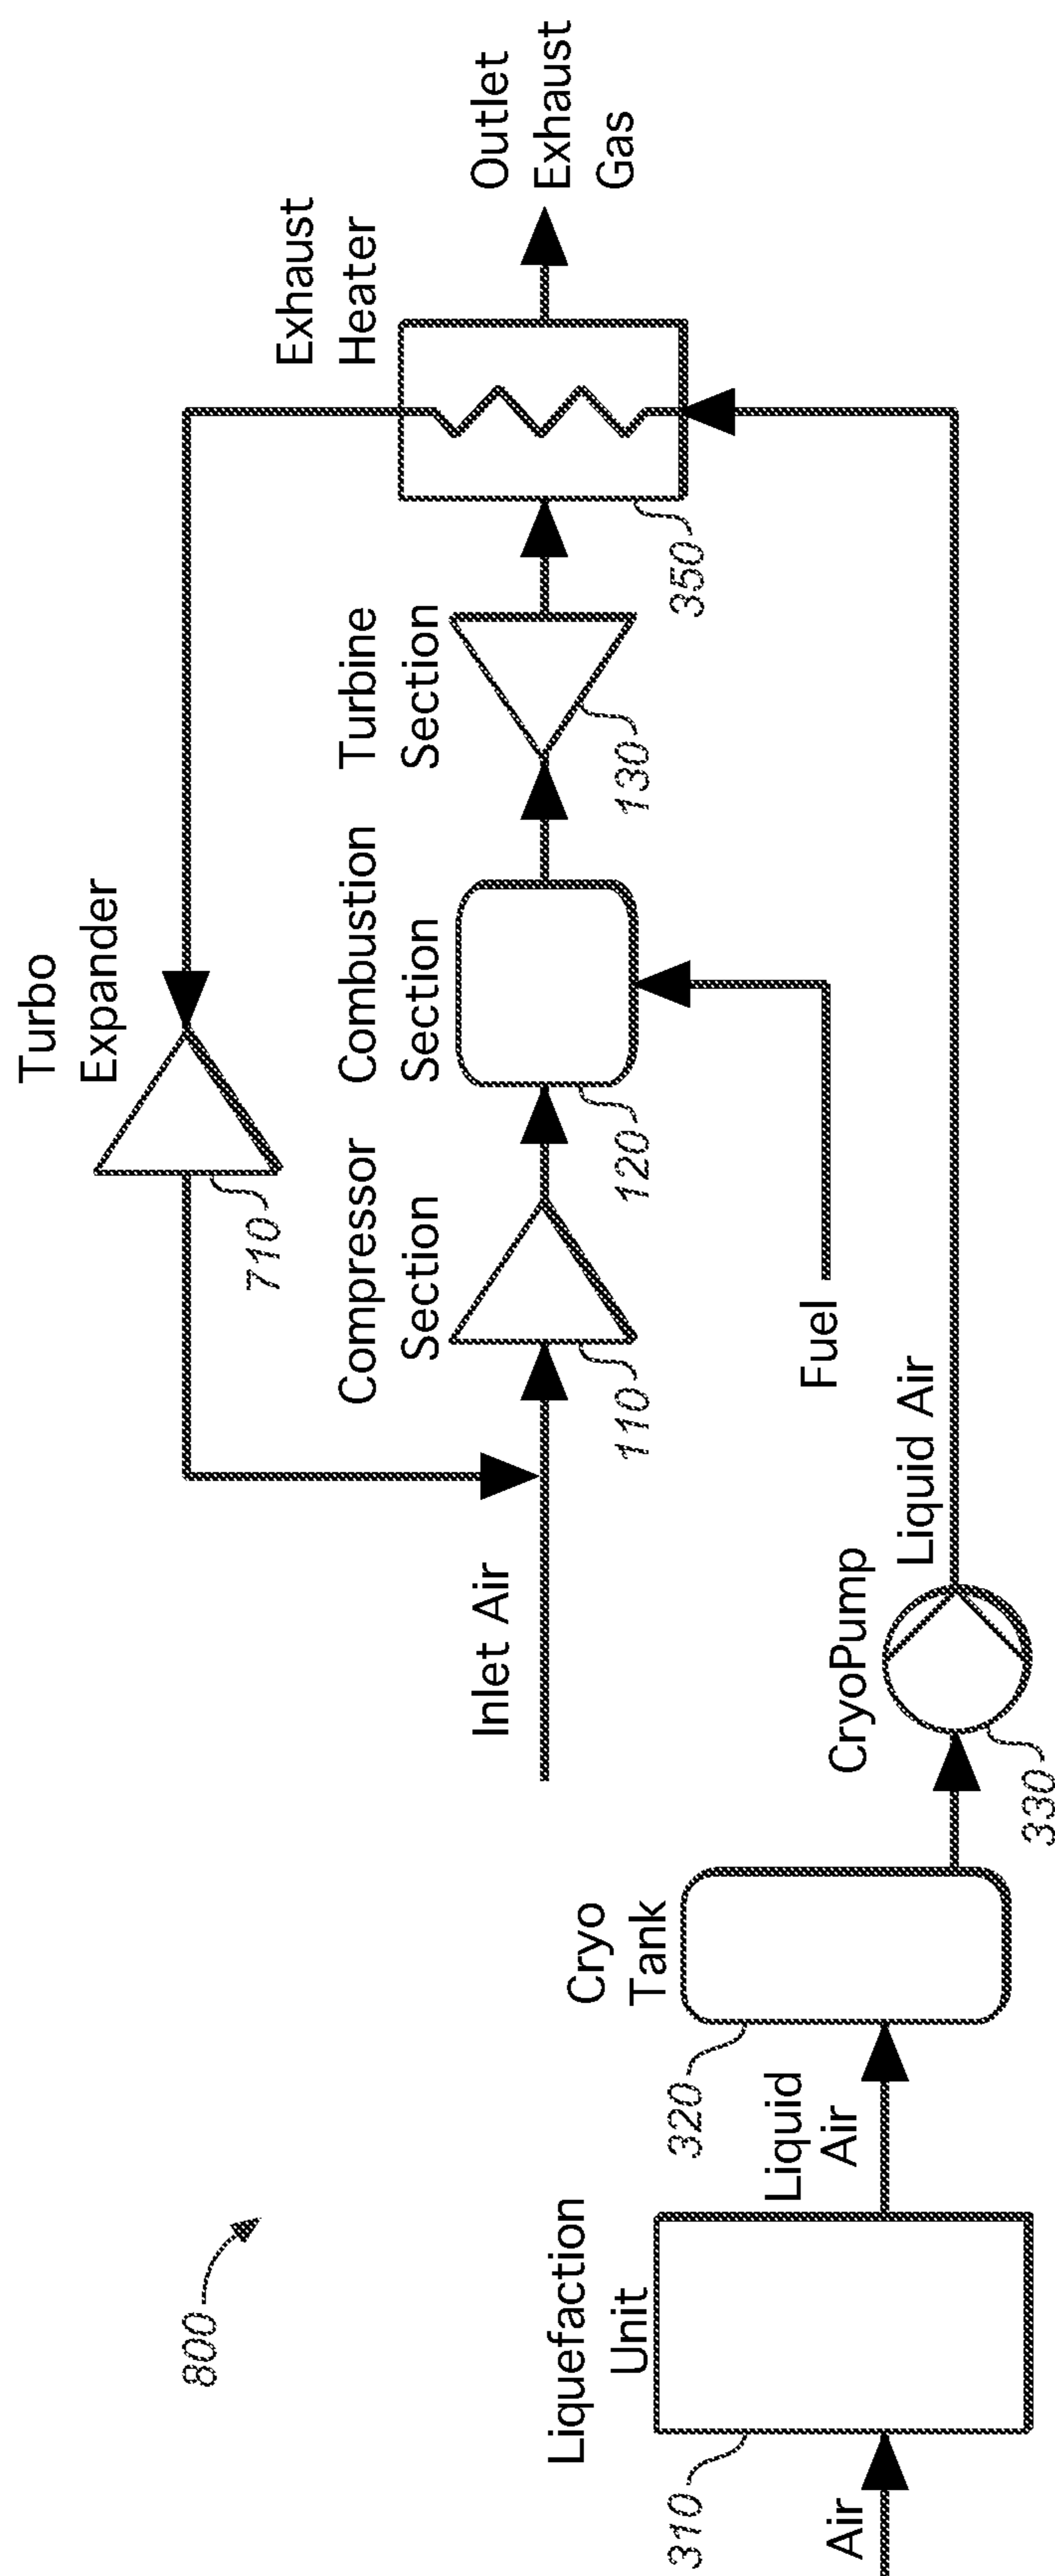 800
Turbo
Expander
710
Exhaust
Heater
350
Outlet
Exhaust
Gas
Inlet Air
Compressor
Section
110
Combustion
Section
120
Turbine
Section
130
Fuel
Air
Liquefaction
Unit
310
Liquid
Air
Cryo
Tank
320
CryoPump
330
Liquid Air